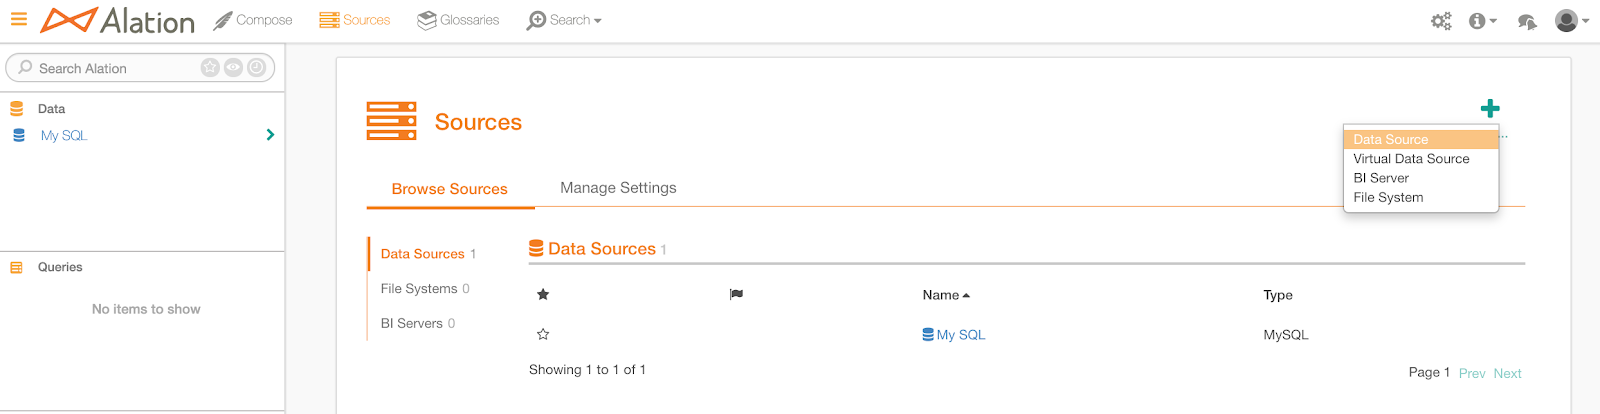 Alation Compose Sources Glossaries Search
Search Alation
Data
My SQL
Queries
No items to show
Sources
...
Data Source
Virtual Data Source
BI Server
File System
Browse Sources Manage Settings
Data Sources 1
File Systems 0
BI Servers 0
Data Sources 1
Name Type
My SQL MySQL
Showing 1 to 1 of 1 Page 1 Prev Next